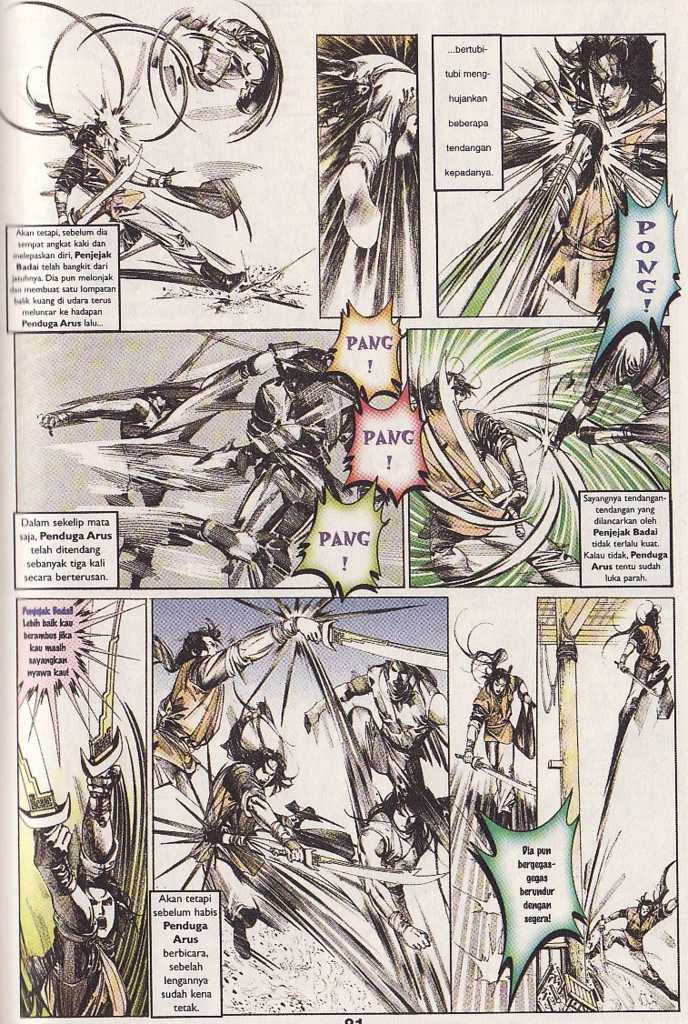 Akan tetapi, sebelum dia
sempat angkat kaki dan
melepaskan diri, Penjejak
Badai telah bangkit dari
jatuhnya. Dia pun melonjak
dan membuat satu lompatan
balik kuang di udara terus
meluncur ke hadapan
Penduga Arus lalu...
...bertubi-
tubi meng-
hujankan
beberapa
tendangan
kepadanya.
PONG!
PANG
!
PANG
!
PANG
!
Dalam sekelip mata
saja, Penduga Arus
telah ditendang
sebanyak tiga kali
secara berterusan.
Sayangnya tendangan-
tendangan yang
dilancarkan oleh
Penjejak Badai
tidak terlalu kuat.
Kalau tidak, Penduga
Arus tentu sudah
luka parah.
Penjejak Badai!
Lebih baik kau
berambus jika
kau masih
sayangkan
nyawa kau!
Akan tetapi
sebelum habis
Penduga
Arus
berbicara,
sebelah
lengannya
sudah kena
tetak.
Dia pun
bergegas-
gegas
berundur
dengan
segera!